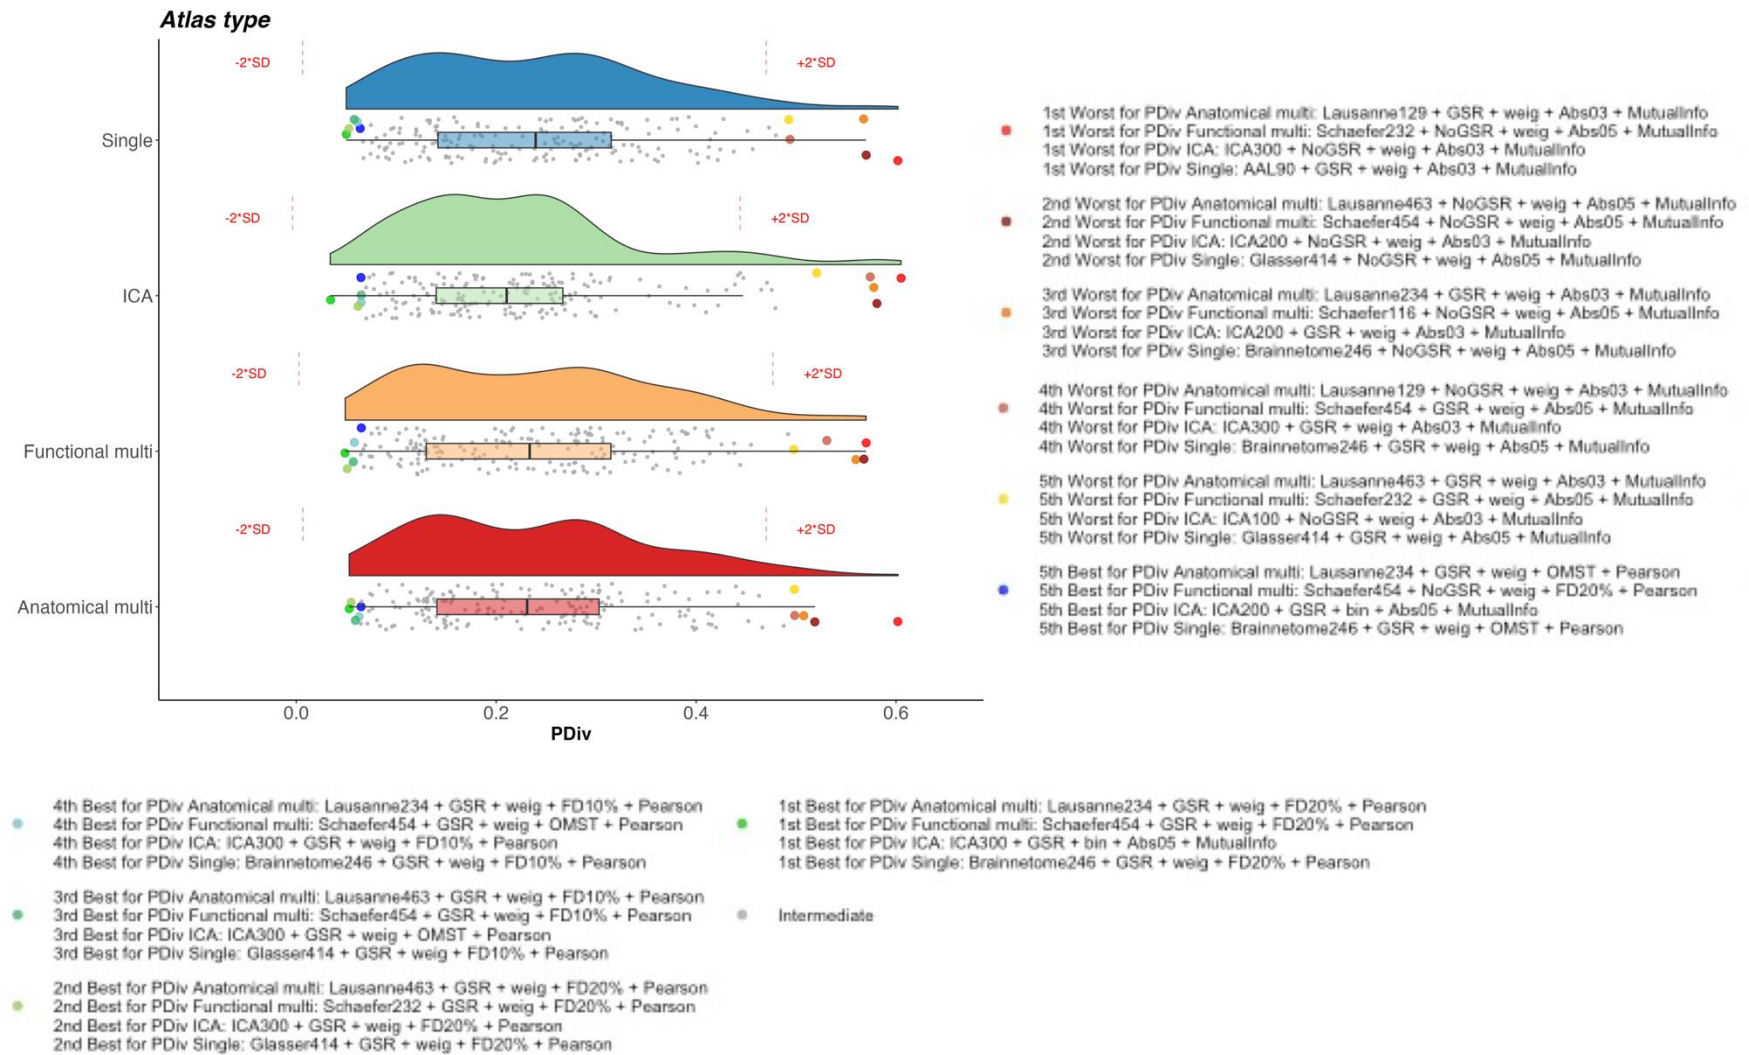 Atlas type
-2*SD
+2*SD
Single
-2*SD
+2*SD
ICA
-2*SD
+2*SD
Functional multi
-2*SD
+2*SD
Anatomical multi
0.0
0.2
0.4
0.6
PDiv
1st Worst for PDiv Anatomical multi: Lausanne129 + GSR + weig + Abs03 + MutualInfo
1st Worst for PDiv Functional multi: Schaefer232 + NoGSR + weig + Abs05 + MutualInfo
1st Worst for PDiv ICA: ICA300 + NoGSR + weig + Abs03 + MutualInfo
1st Worst for PDiv Single: AAL90 + GSR + weig + Abs03 + MutualInfo
2nd Worst for PDiv Anatomical multi: Lausanne463 + NoGSR + weig + Abs05 + MutualInfo
2nd Worst for PDiv Functional multi: Schaefer454 + NoGSR + weig + Abs05 + MutualInfo
2nd Worst for PDiv ICA: ICA200 + NoGSR + weig + Abs03 + MutualInfo
2nd Worst for PDiv Single: Glasser414 + NoGSR + weig + Abs05 + MutualInfo
3rd Worst for PDiv Anatomical multi: Lausanne234 + GSR + weig + Abs03 + MutualInfo
3rd Worst for PDiv Functional multi: Schaefer116 + NoGSR + weig + Abs05 + MutualInfo
3rd Worst for PDiv ICA: ICA200 + GSR + weig + Abs03 + MutualInfo
3rd Worst for PDiv Single: Brainnetome246 + NoGSR + weig + Abs05 + MutualInfo
4th Worst for PDiv Anatomical multi: Lausanne129 + NoGSR + weig + Abs03 + MutualInfo
4th Worst for PDiv Functional multi: Schaefer454 + GSR + weig + Abs05 + MutualInfo
4th Worst for PDiv ICA: ICA300 + GSR + weig + Abs03 + MutualInfo
4th Worst for PDiv Single: Brainnetome246 + GSR + weig + Abs05 + MutualInfo
5th Worst for PDiv Anatomical multi: Lausanne463 + GSR + weig + Abs03 + MutualInfo
5th Worst for PDiv Functional multi: Schaefer232 + GSR + weig + Abs05 + MutualInfo
5th Worst for PDiv ICA: ICA100 + NoGSR + weig + Abs03 + MutualInfo
5th Worst for PDiv Single: Glasser414 + GSR + weig + Abs05 + MutualInfo
5th Best for PDiv Anatomical multi: Lausanne234 + GSR + weig + OMST + Pearson
5th Best for PDiv Functional multi: Schaefer454 + NoGSR + weig + FD20% + Pearson
5th Best for PDiv ICA: ICA200 + GSR + bin + Abs05 + MutualInfo
5th Best for PDiv Single: Brainnetome246 + GSR + weig + OMST + Pearson
4th Best for PDiv Anatomical multi: Lausanne234 + GSR + weig + FD10% + Pearson
4th Best for PDiv Functional multi: Schaefer454 + GSR + weig + OMST + Pearson
4th Best for PDiv ICA: ICA300 + GSR + weig + FD10% + Pearson
4th Best for PDiv Single: Brainnetome246 + GSR + weig + FD10% + Pearson
3rd Best for PDiv Anatomical multi: Lausanne463 + GSR + weig + FD10% + Pearson
3rd Best for PDiv Functional multi: Schaefer454 + GSR + weig + FD10% + Pearson
3rd Best for PDiv ICA: ICA300 + GSR + weig + OMST + Pearson
3rd Best for PDiv Single: Glasser414 + GSR + weig + FD10% + Pearson
2nd Best for PDiv Anatomical multi: Lausanne463 + GSR + weig + FD20% + Pearson
2nd Best for PDiv Functional multi: Schaefer232 + GSR + weig + FD20% + Pearson
2nd Best for PDiv ICA: ICA300 + GSR + weig + FD20% + Pearson
2nd Best for PDiv Single: Glasser414 + GSR + weig + FD20% + Pearson
1st Best for PDiv Anatomical multi: Lausanne234 + GSR + weig + FD20% + Pearson
1st Best for PDiv Functional multi: Schaefer454 + GSR + weig + FD20% + Pearson
1st Best for PDiv ICA: ICA300 + GSR + bin + Abs05 + MutualInfo
1st Best for PDiv Single: Brainnetome246 + GSR + weig + FD20% + Pearson
Intermediate